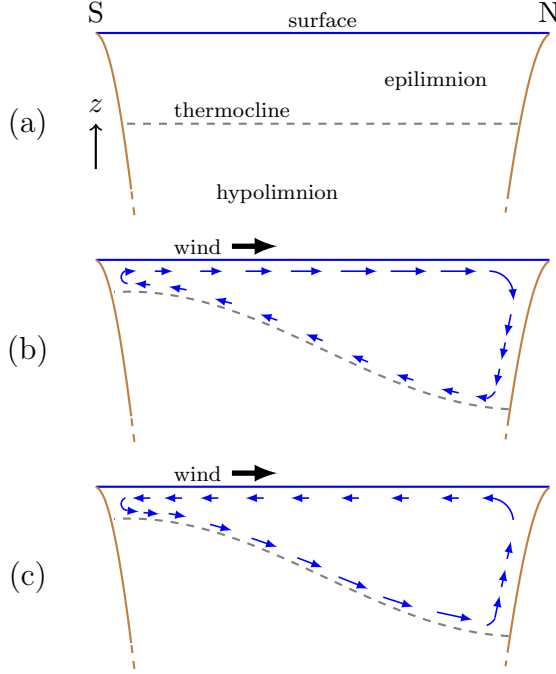 S N
surface
epilimnion
thermocline
z
(a)
hypolimnion
wind
(b)
wind
(c)